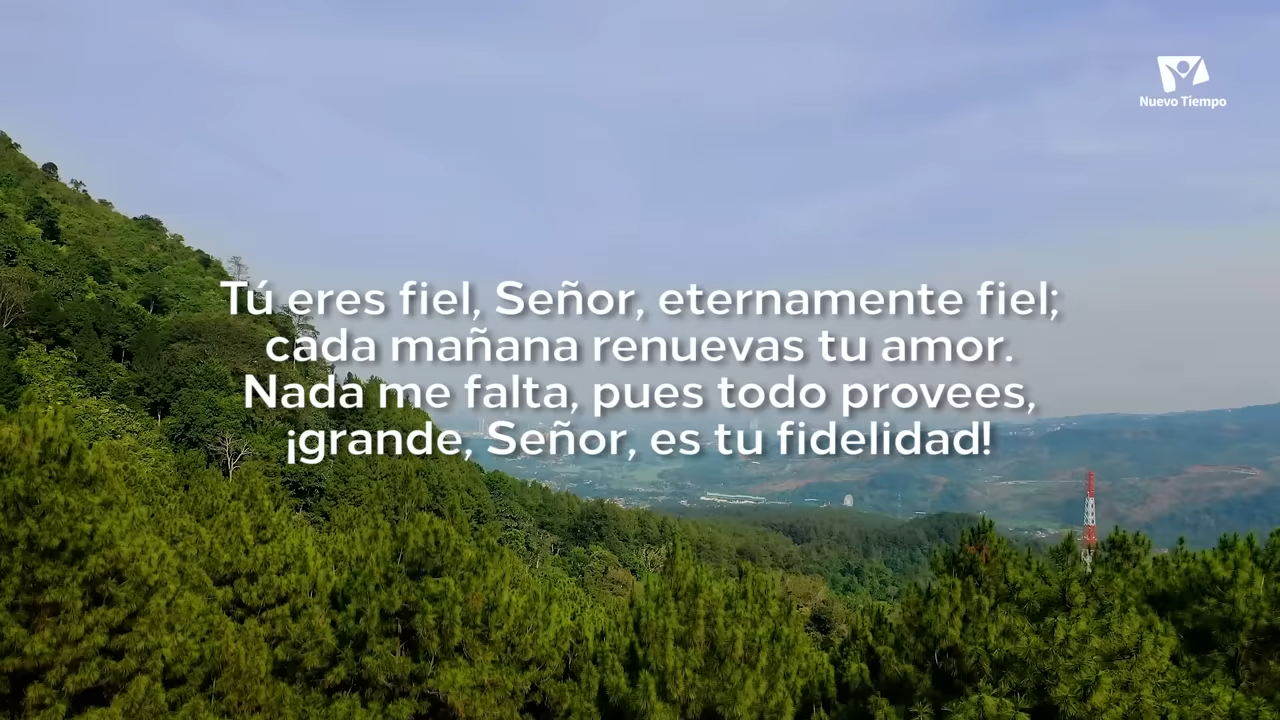 Nuevo Tiempo
Tú eres fiel, Señor, eternamente fiel;
cada mañana renuevas tu amor.
Nada me falta, pues todo provees,
¡grande, Señor, es tu fidelidad!